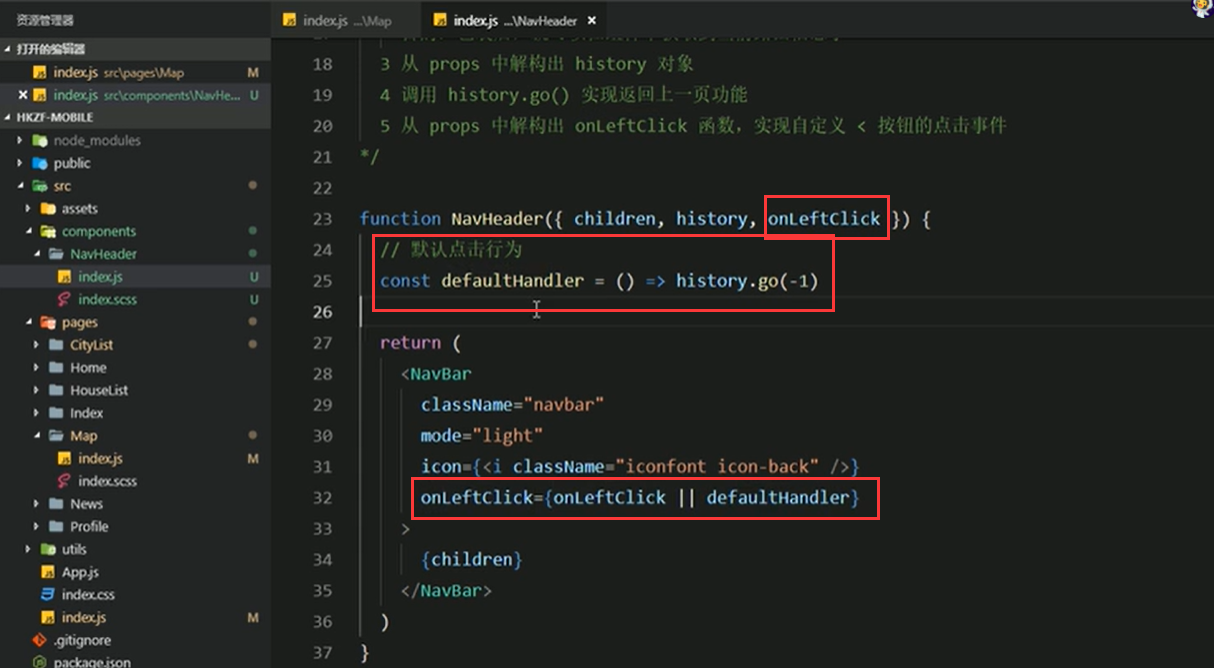 资源管理器
打开的编辑器
index.js src\pages\Map M
index.js src\components\NavHe... U
HKZF-MOBILE
node_modules
public
src
assets
components
NavHeader
index.js U
index.scss U
pages
CityList
Home
HouseList
Index
Map
index.js M
index.scss
News
Profile
utils
App.js
index.css
index.js M
.gitignore
package.json
index.js ...\Map
index.js ...\NavHeader ×
18 3 从 props 中解构出 history 对象
19 4 调用 history.go() 实现返回上一页功能
20 5 从 props 中解构出 onLeftClick 函数，实现自定义 < 按钮的点击事件
21 */
22
23 function NavHeader({ children, history, onLeftClick }) {
24 // 默认点击行为
25 const defaultHandler = () => history.go(-1)
26
27 return (
28 <NavBar
29 className="navbar"
30 mode="light"
31 icon={<i className="iconfont icon-back" />}
32 onLeftClick={onLeftClick || defaultHandler}
33 >
34 {children}
35 </NavBar>
36 )
37 }